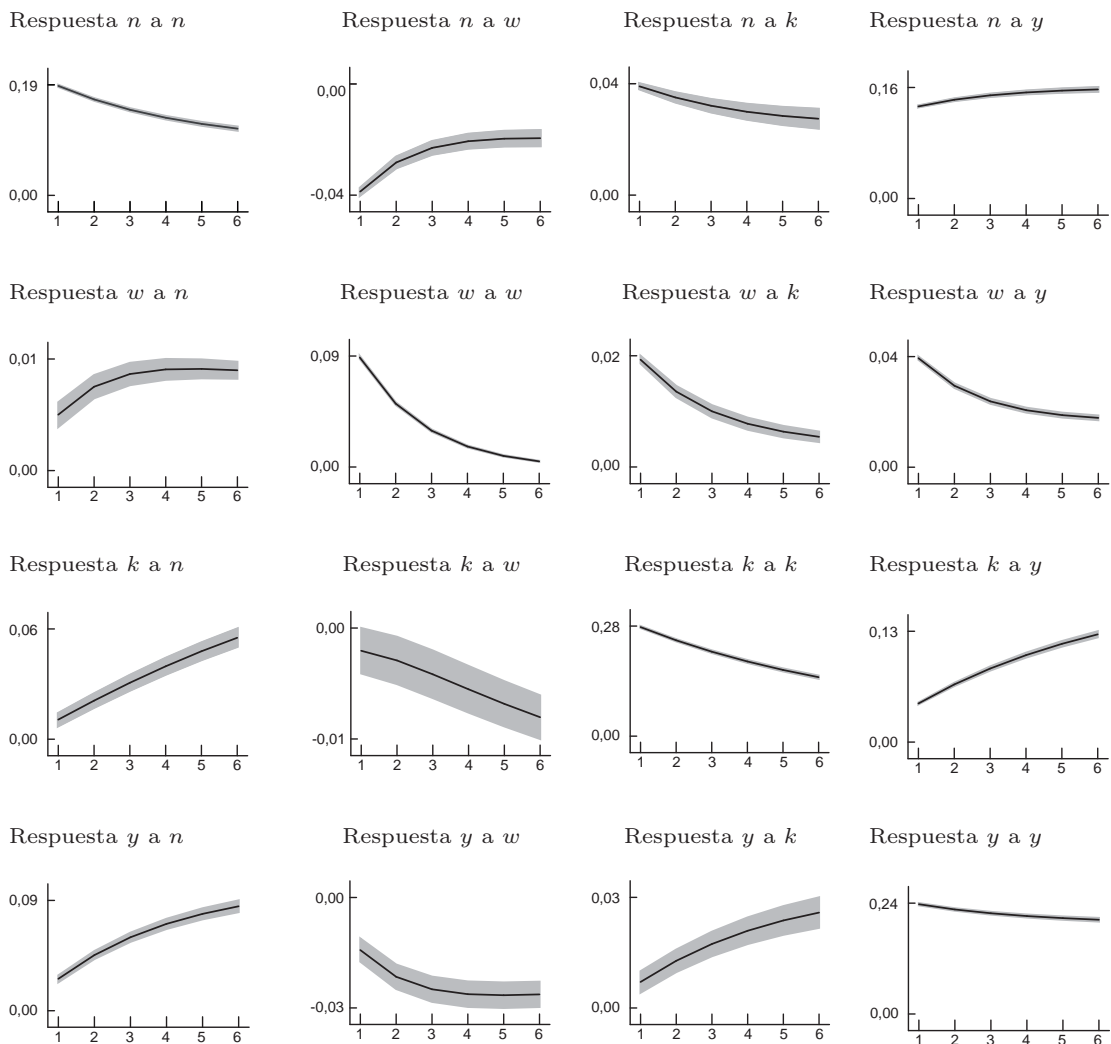 Respuesta n a n
Respuesta n a w
Respuesta n a k
Respuesta n a y
0,19
0,00
1 2 3 4 5 6
0,00
-0,04
1 2 3 4 5 6
0,04
0,00
1 2 3 4 5 6
0,16
0,00
1 2 3 4 5 6
Respuesta w a n
Respuesta w a w
Respuesta w a k
Respuesta w a y
0,01
0,00
1 2 3 4 5 6
0,09
0,00
1 2 3 4 5 6
0,02
0,00
1 2 3 4 5 6
0,04
0,00
1 2 3 4 5 6
Respuesta k a n
Respuesta k a w
Respuesta k a k
Respuesta k a y
0,06
0,00
1 2 3 4 5 6
0,00
-0,01
1 2 3 4 5 6
0,28
0,00
1 2 3 4 5 6
0,13
0,00
1 2 3 4 5 6
Respuesta y a n
Respuesta y a w
Respuesta y a k
Respuesta y a y
0,09
0,00
1 2 3 4 5 6
0,00
-0,03
1 2 3 4 5 6
0,03
0,00
1 2 3 4 5 6
0,24
0,00
1 2 3 4 5 6